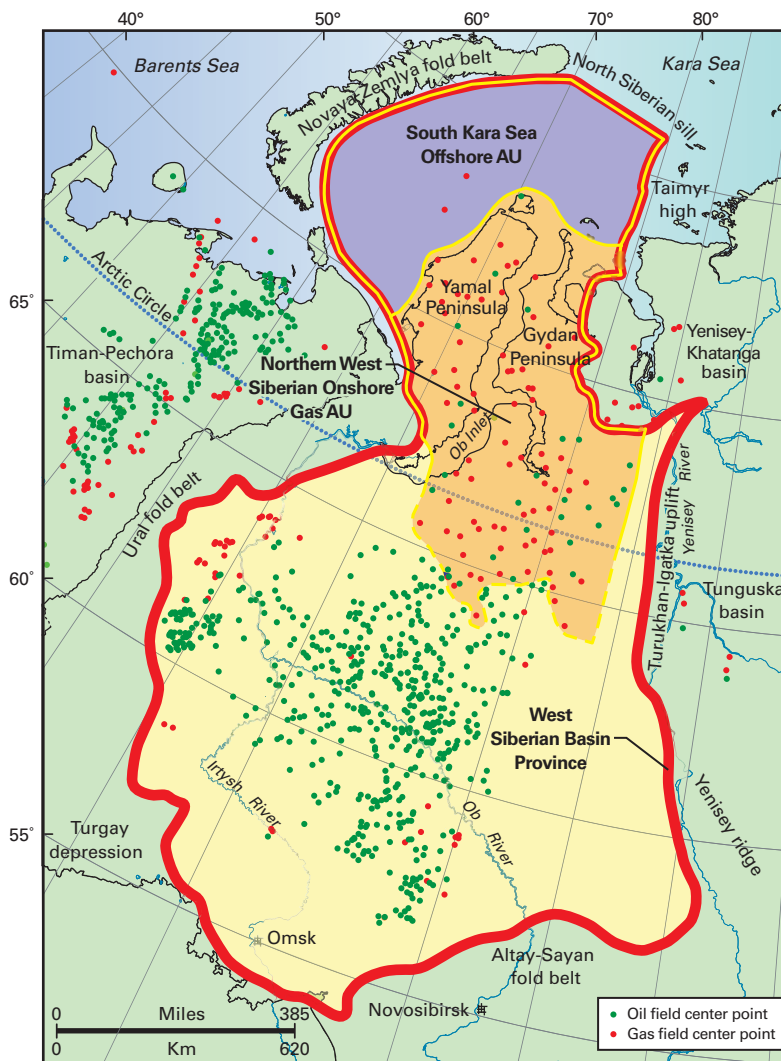 40°
50°
60°
70°
80°
Barents Sea
Kara Sea
Novaya-Zemlya fold belt
North Siberian sill
South Kara Sea
Offshore AU
Taimyr
high
65°
Arctic Circle
Yamal
Peninsula
Gydan
Peninsula
Yenisey-
Khatanga
basin
Timan-Pechora
basin
Northern West
Siberian Onshore
Gas AU
Ob Inlet
Ural fold belt
Turukhan-Igatka uplift
Yenisey River
60°
Tunguska
basin
West
Siberian Basin
Province
Irtysh River
Ob River
Yenisey ridge
55°
Turgay
depression
Omsk
Altay-Sayan
fold belt
Novosibirsk
0 Miles 385
0 Km 620
Oil field center point
Gas field center point